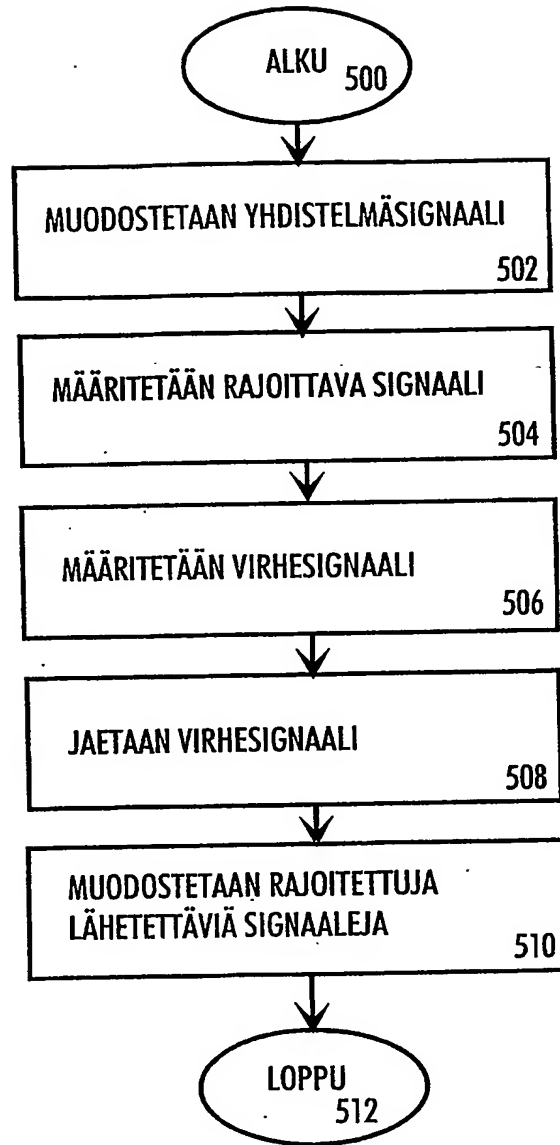 ALKU
500
MUODOSTETAAN YHDISTELMÄSIGNAALI
502
MÄÄRITETÄÄN RAJOITTAVA SIGNAALI
504
MÄÄRITETÄÄN VIRHESIGNAALI
506
JAETAAN VIRHESIGNAALI
508
MUODOSTETAAN RAJOITETTUJA
LÄHETETTÄVIÄ SIGNAALEJA
510
LOPPU
512